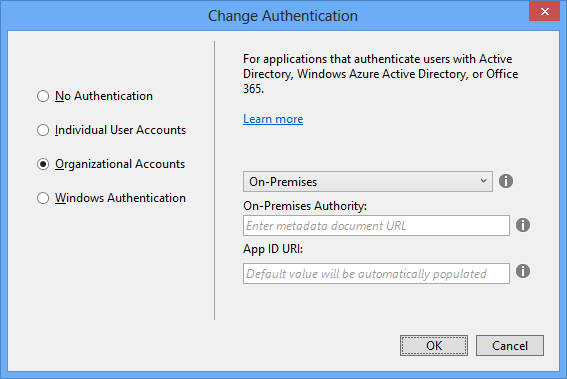 Change Authentication
No Authentication
Individual User Accounts
Organizational Accounts
Windows Authentication
For applications that authenticate users with Active
Directory, Windows Azure Active Directory, or Office
365.
Learn more
On-Premises
On-Premises Authority:
Enter metadata document URL
App ID URI:
Default value will be automatically populated
OK
Cancel